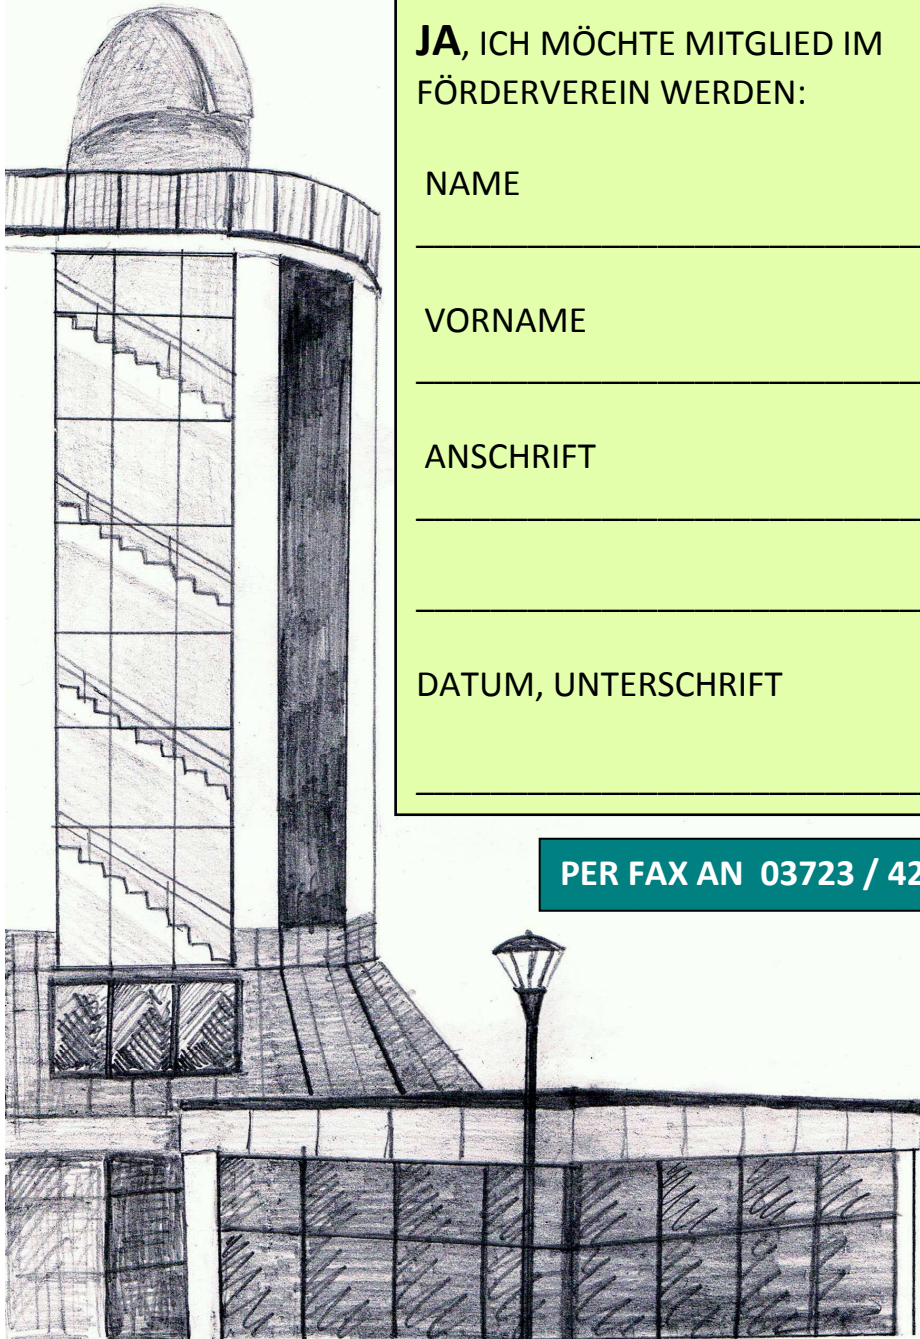 JA, ICH MÖCHTE MITGLIED IM
FÖRDERVEREIN WERDEN:
NAME
VORNAME
ANSCHRIFT
DATUM, UNTERSCHRIFT
PER FAX AN 03723 / 42